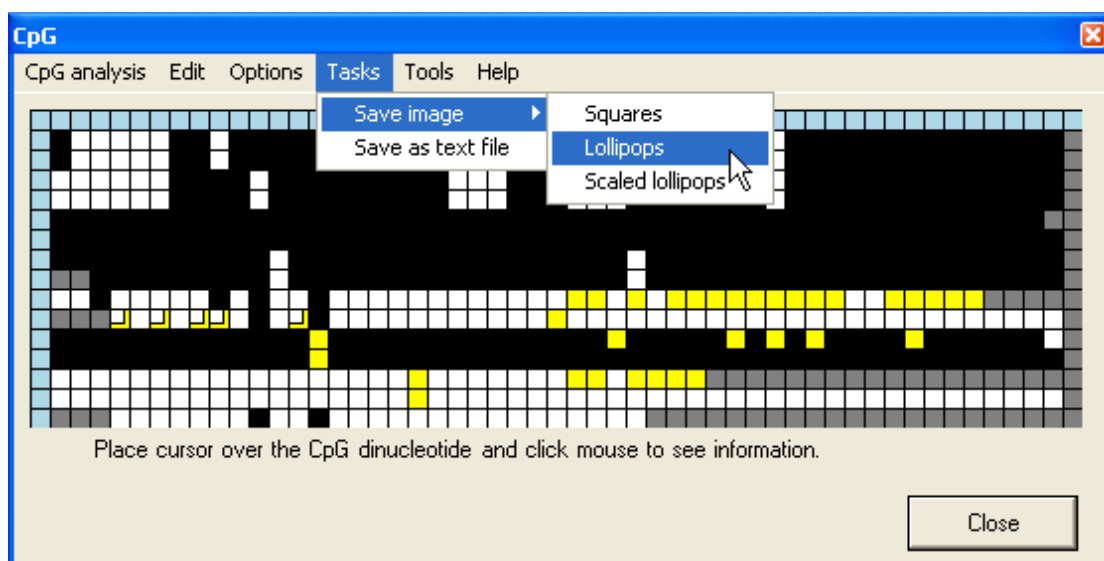 CpG
CpG analysis Edit Options Tasks Tools Help
Save image
Save as text file
Squares
Lollipops
Scaled lollipops
Place cursor over the CpG dinucleotide and click mouse to see information.
Close